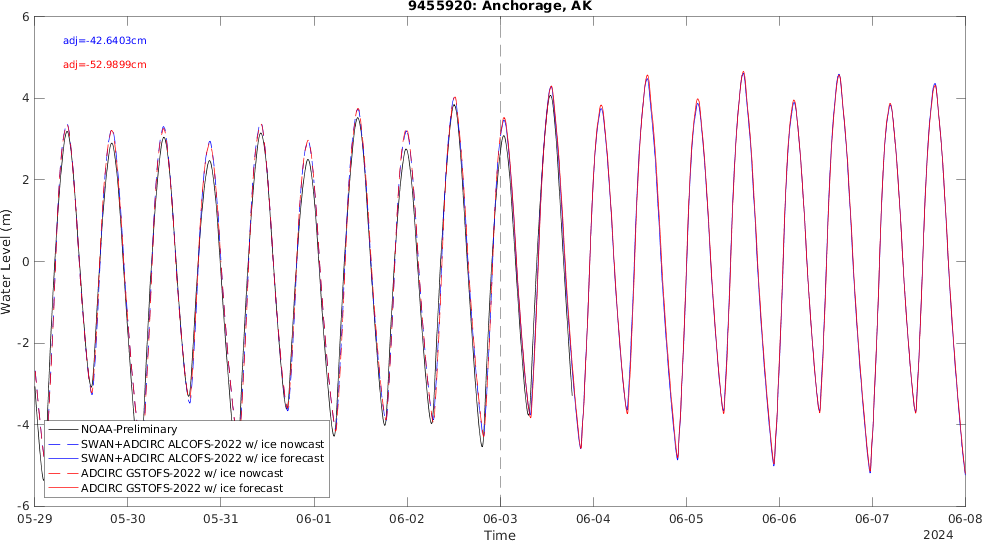 9455920: Anchorage, AK
adj=-42.6403cm
adj=-52.9899cm
6
4
2
0
-2
-4
-6
Water Level (m)
NOAA-Preliminary
SWAN+ADCIRC ALCOFS-2022 w/ ice nowcast
SWAN+ADCIRC ALCOFS-2022 w/ ice forecast
ADCIRC GSTOFS-2022 w/ ice nowcast
ADCIRC GSTOFS-2022 w/ ice forecast
05-29 05-30 05-31 06-01 06-02 06-03 06-04 06-05 06-06 06-07 06-08
Time
2024